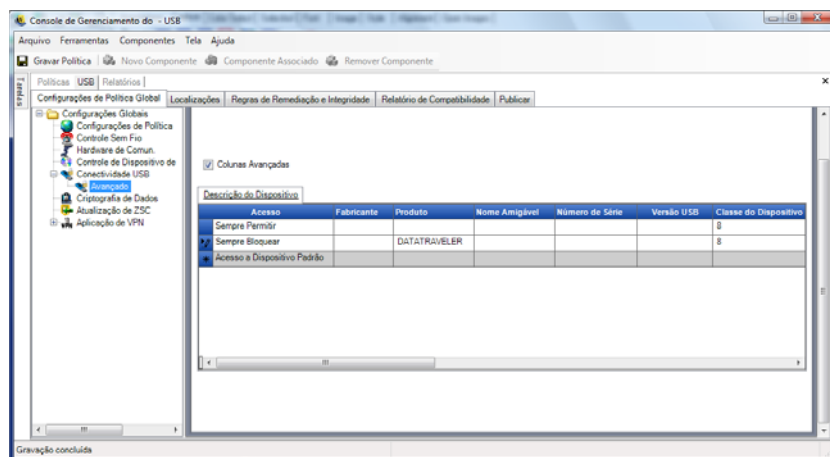 Console de Gerenciamento do - USB
Arquivo Ferramentas Componentes Tela Ajuda
Gravar Política Novo Componente Componente Associado Remover Componente
Tarefas
Políticas USB Relatórios
Configurações de Política Global Localizações Regras de Remediação e Integridade Relatório de Compatibilidade Publicar
Configurações Globais
Configurações de Política
Controle Sem Fio
Hardware de Comun.
Controle de Dispositivo de
Conectividade USB
Avançado
Criptografia de Dados
Atualização de ZSC
Aplicação de VPN
Colunas Avançadas
Descrição do Dispositivo
Acesso Fabricante Produto Nome Amigável Número de Série Versão USB Classe do Dispositivo
Sempre Permitir 8
Sempre Bloquear DATATRAVELER 8
Acesso a Dispositivo Padrão
Gravação concluída